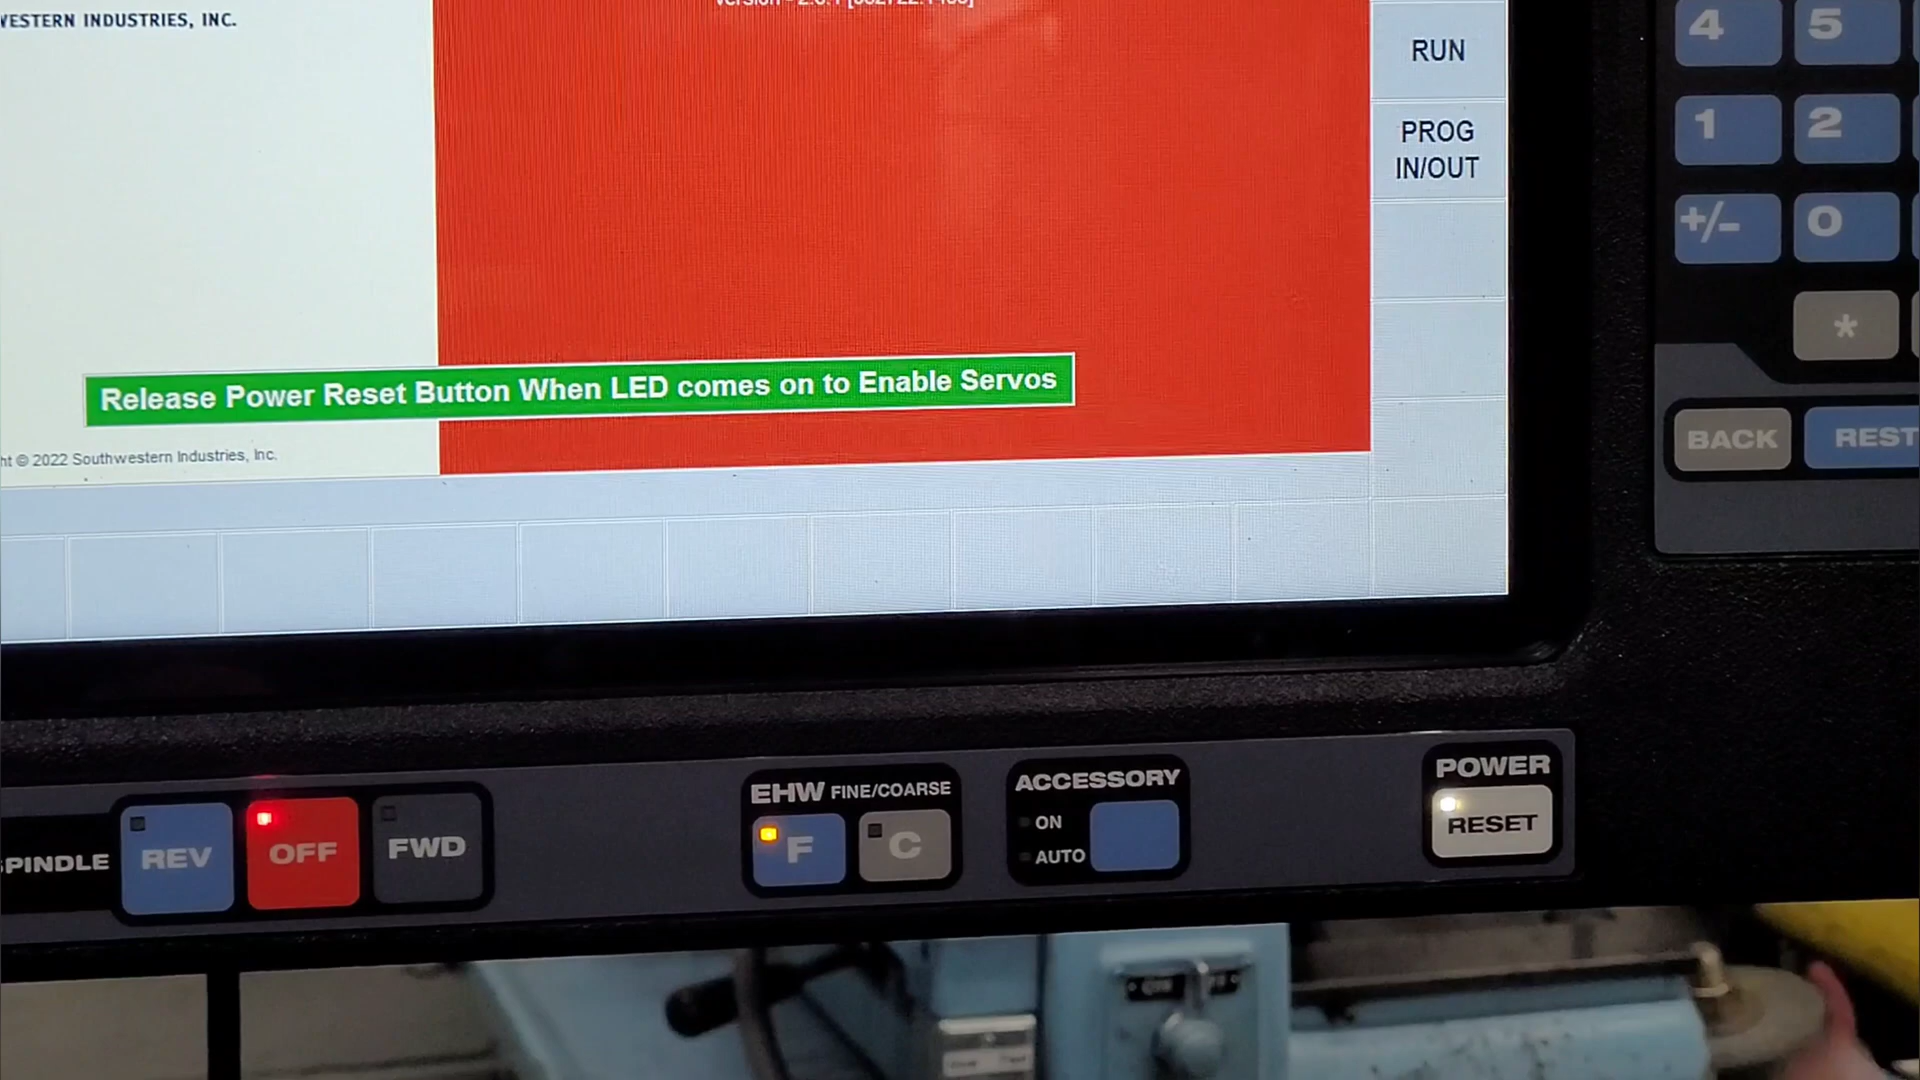 WESTERN INDUSTRIES, INC.
RUN
PROG
IN/OUT
4
5
1
2
+/-
0
*
BACK
REST
Release Power Reset Button When LED comes on to Enable Servos
ht © 2022 Southwestern Industries, Inc.
PINDLE
REV
OFF
FWD
EHW FINE/COARSE
F
C
ACCESSORY
ON
AUTO
POWER
RESET